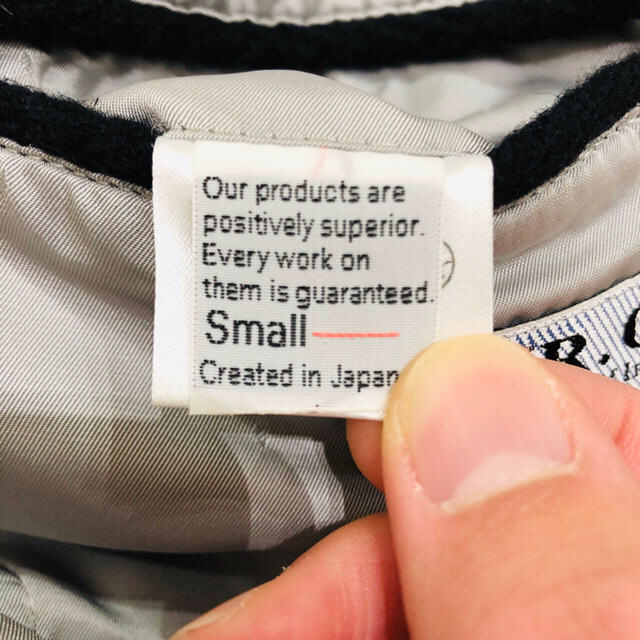 Our products are
positively superior.
Every work on
them is guaranteed.
Small
Created in Japan